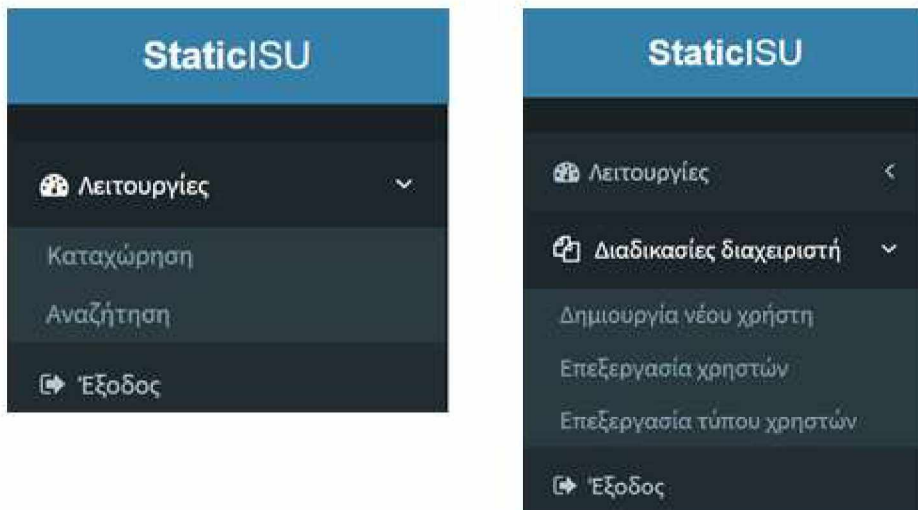 StaticISU
Λειτουργίες
Καταχώρηση
Αναζήτηση
Έξοδος
StaticISU
Λειτουργίες
Διαδικασίες διαχειριστή
Δημιουργία νέου χρήστη
Επεξεργασία χρηστών
Επεξεργασία τύπου χρηστών
Έξοδος